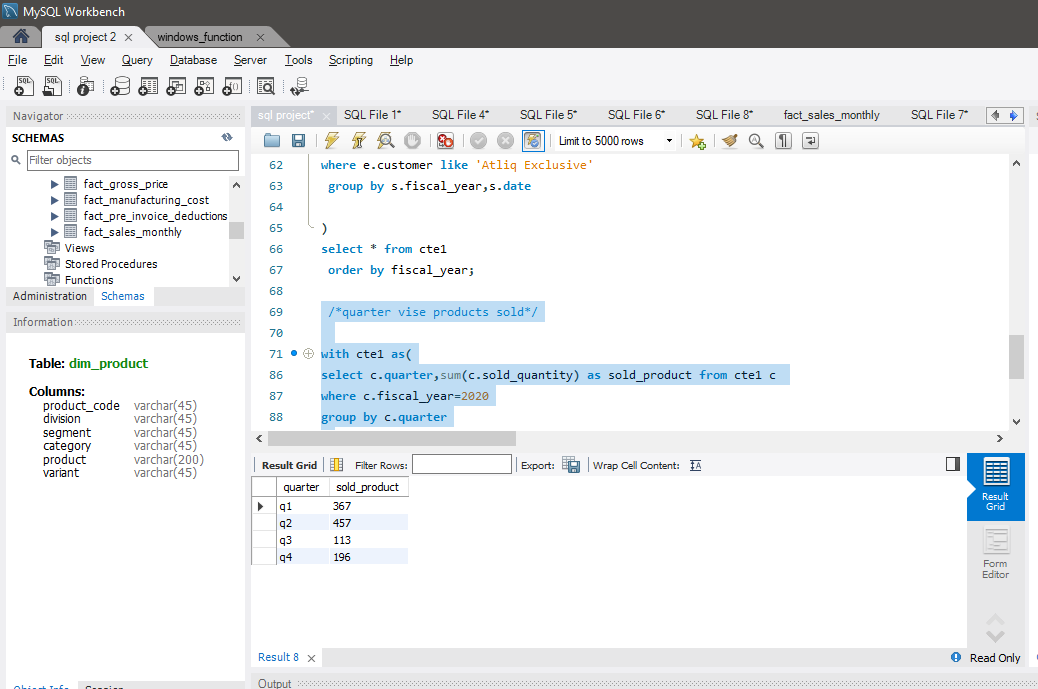 MySQL Workbench
sql project 2
windows_function
File Edit View Query Database Server Tools Scripting Help
Navigator
SCHEMAS
Filter objects
fact_gross_price
fact_manufacturing_cost
fact_pre_invoice_deductions
fact_sales_monthly
Views
Stored Procedures
Functions
Administration Schemas
Information
Table: dim_product
Columns:
product_code varchar(45)
division varchar(45)
segment varchar(45)
category varchar(45)
product varchar(200)
variant varchar(45)
sql project* SQL File 1* SQL File 4* SQL File 5* SQL File 6* SQL File 8* fact_sales_monthly SQL File 7*
Limit to 5000 rows
62 where e.customer like 'Atliq Exclusive'
63 group by s.fiscal_year,s.date
64
65 )
66 select * from cte1
67 order by fiscal_year;
68
69 /*quarter vise products sold*/
70
71 with cte1 as(
86 select c.quarter,sum(c.sold_quantity) as sold_product from cte1 c
87 where c.fiscal_year=2020
88 group by c.quarter
Result Grid Filter Rows: Export: Wrap Cell Content:
quarter sold_product
q1 367
q2 457
q3 113
q4 196
Result Grid
Form Editor
Result 8
Read Only
Object Info Session
Output